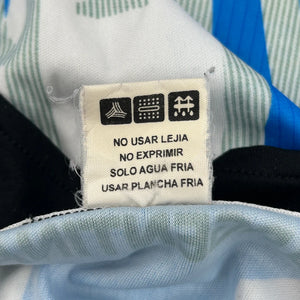 NO USAR LEJIA
NO EXPRIMIR
SOLO AGUA FRIA
USAR PLANCHA FRIA